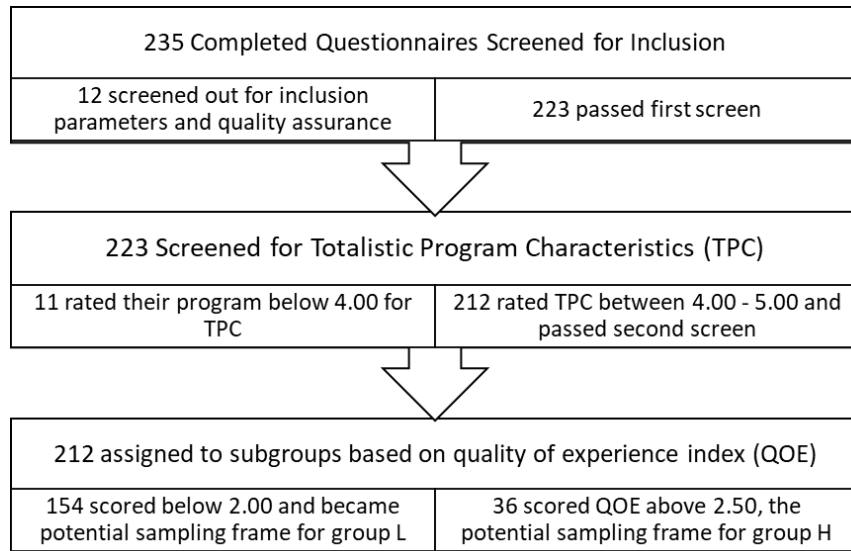 235 Completed Questionnaires Screened for Inclusion
12 screened out for inclusion
parameters and quality assurance
223 passed first screen
223 Screened for Totalistic Program Characteristics (TPC)
11 rated their program below 4.00 for
TPC
212 rated TPC between 4.00 - 5.00 and
passed second screen
212 assigned to subgroups based on quality of experience index (QOE)
154 scored below 2.00 and became
potential sampling frame for group L
36 scored QOE above 2.50, the
potential sampling frame for group H